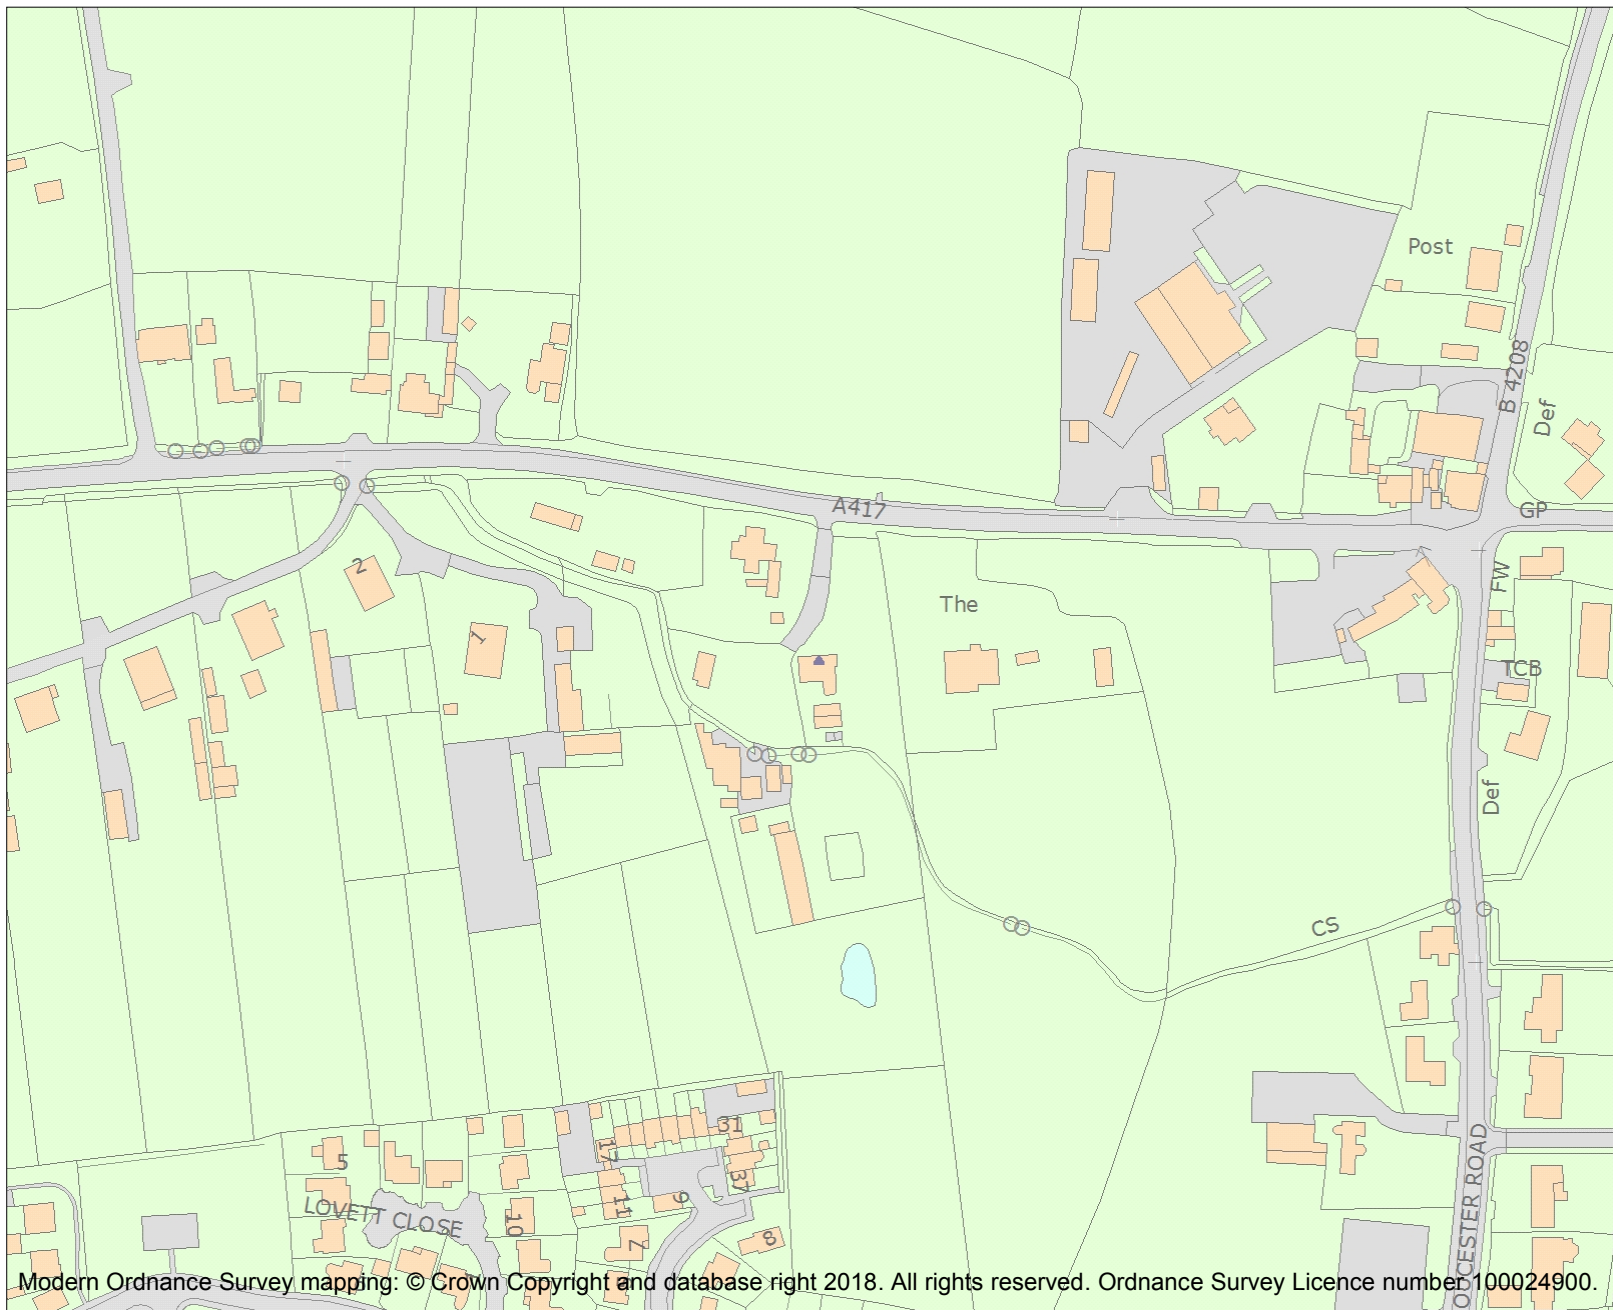 Post
B 4208
Def
A417
GP
2
FW
The
1
TCB
Def
CS
31
17
5
37
9
11
LOVETT CLOSE
10
7
8
OUCESTER ROAD
Modern Ordnance Survey mapping: © Crown Copyright and database right 2018. All rights reserved. Ordnance Survey Licence number 100024900.